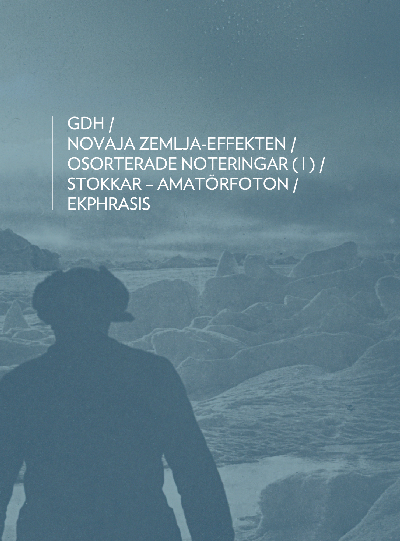 GDH /
NOVAJA ZEMLJA-EFFEKTEN /
OSORTERADE NOTERINGAR ( I ) /
STOKKAR – AMATÖRFOTON /
EKPHRASIS